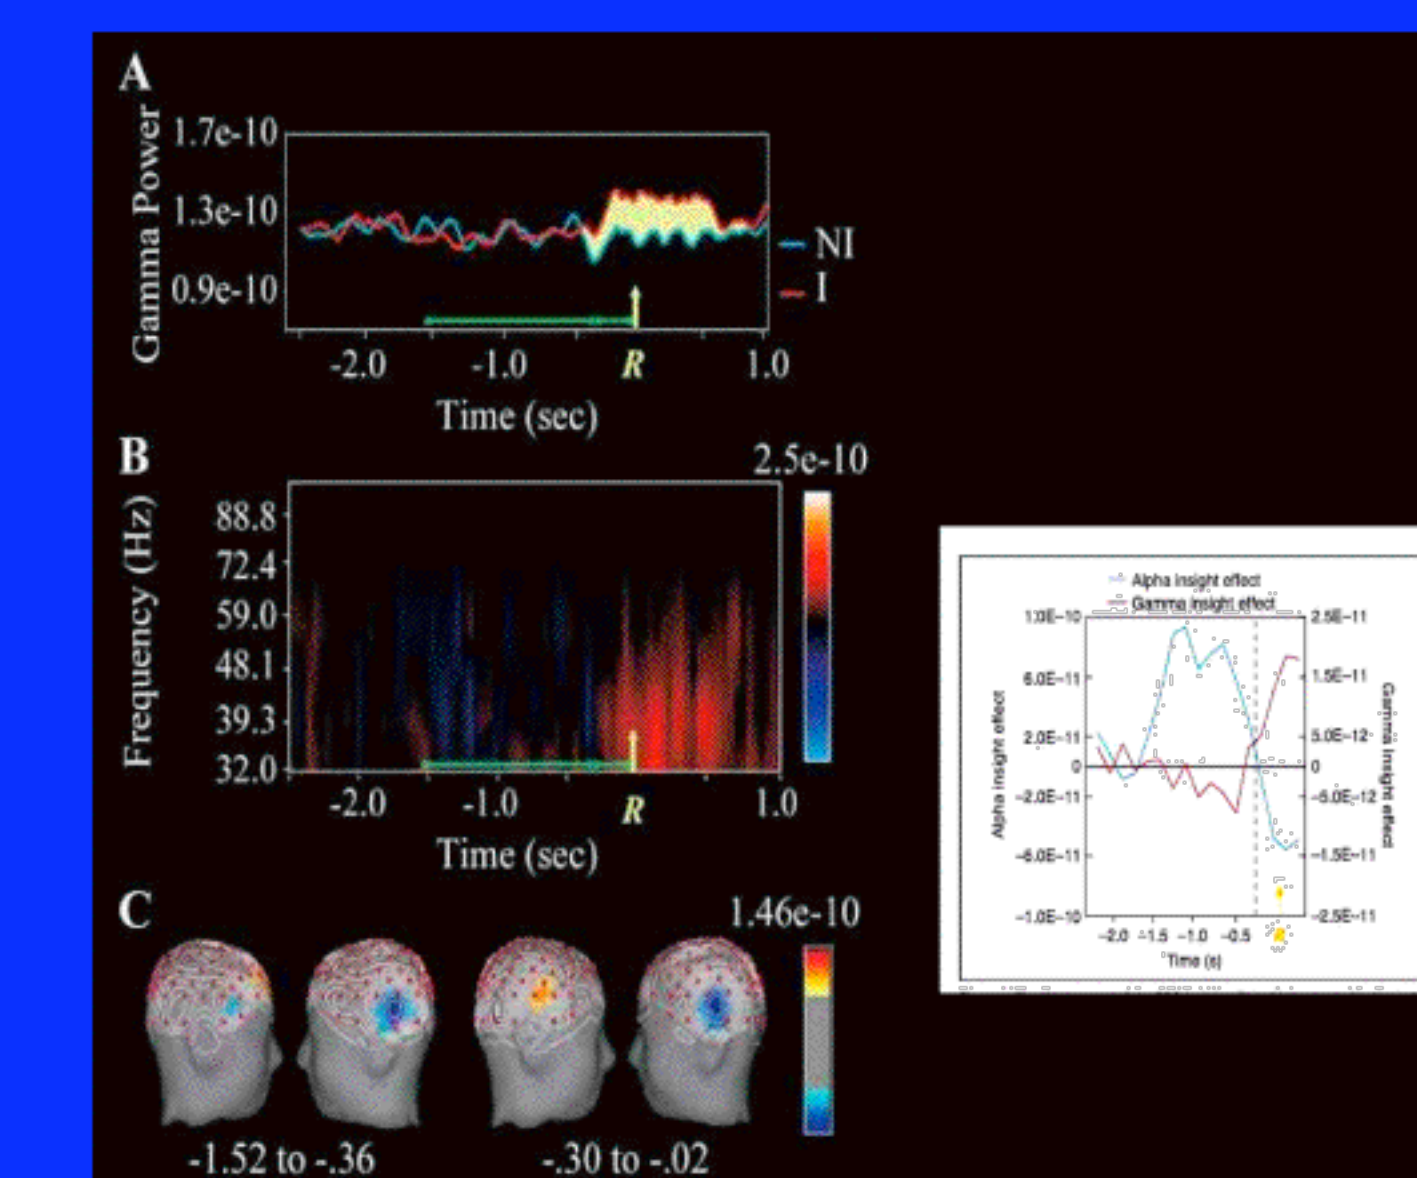 A
Gamma Power
1.7e-10
1.3e-10
0.9e-10
NI
I
-2.0 -1.0 R 1.0
Time (sec)
B
2.5e-10
Frequency (Hz)
88.8
72.4
59.0
48.1
39.3
32.0
-2.0 -1.0 R 1.0
Time (sec)
C
1.46e-10
-1.52 to -.36 -.30 to -.02
Alpha insight effect
Gamma insight effect
Alpha insight effect
1.0E-10
6.0E-11
2.0E-11
0
-2.0E-11
-6.0E-11
-1.0E-10
2.5E-11
1.5E-11
5.0E-12
0
-5.0E-12
-1.5E-11
-2.5E-11
Gamma insight effect
-2.0 -1.5 -1.0 -0.5
Time (s)